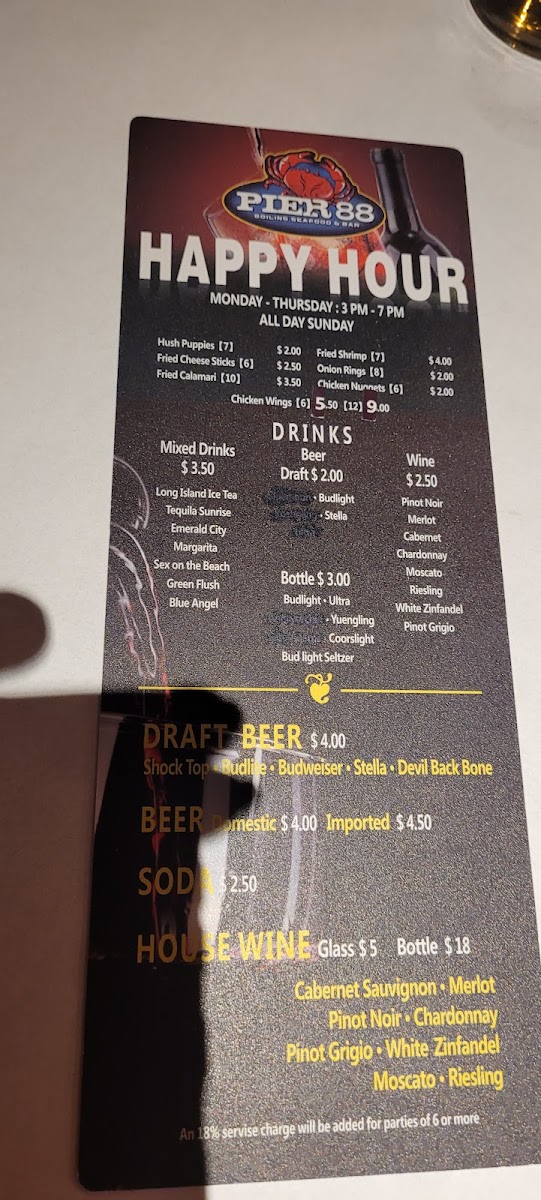 PIER 88
BOILING SEAFOOD & BAR
HAPPY HOUR
MONDAY - THURSDAY : 3 PM - 7 PM
ALL DAY SUNDAY
Hush Puppies [7] $2.00
Fried Cheese Sticks [6] $2.50
Fried Calamari [10] $3.50
Fried Shrimp [7] $4.00
Onion Rings [8] $2.00
Chicken Nuggets [6] $2.00
Chicken Wings [6] 5.50 [12] 9.00
DRINKS
Mixed Drinks
$3.50
Long Island Ice Tea
Tequila Sunrise
Emerald City
Margarita
Sex on the Beach
Green Flush
Blue Angel
Beer
Draft $2.00
• Budlight
• Stella
Bottle $3.00
Budlight • Ultra
• Yuengling
Coorslight
Bud light Seltzer
Wine
$2.50
Pinot Noir
Merlot
Cabernet
Chardonnay
Moscato
Riesling
White Zinfandel
Pinot Grigio
DRAFT BEER $4.00
Shock Top • Budlite • Budweiser • Stella • Devil Back Bone
BEER Domestic $4.00 Imported $4.50
SODA $2.50
HOUSE WINE Glass $5 Bottle $18
Cabernet Sauvignon • Merlot
Pinot Noir • Chardonnay
Pinot Grigio • White Zinfandel
Moscato • Riesling
An 18% servise charge will be added for parties of 6 or more